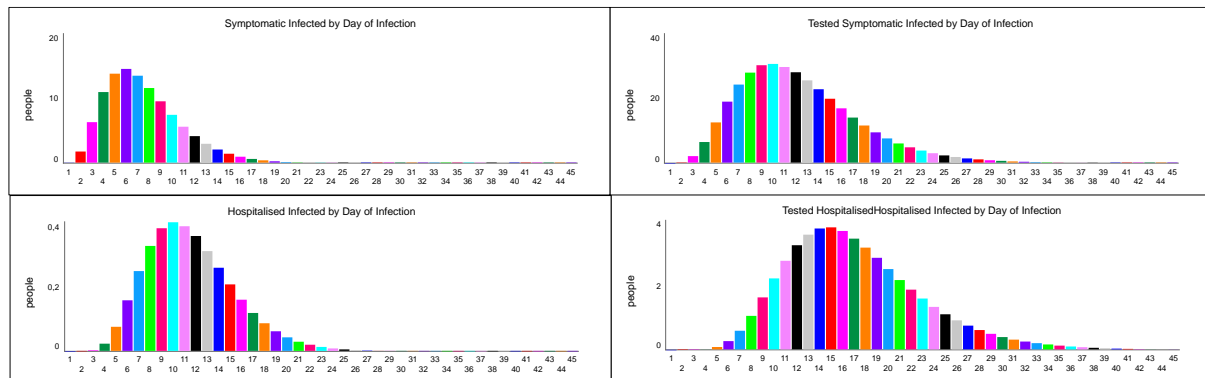 Symptomatic Infected by Day of Infection
20
people
10
0
1 3 5 7 9 11 13 15 17 19 21 23 25 27 29 31 33 35 37 39 41 43 45
2 4 6 8 10 12 14 16 18 20 22 24 26 28 30 32 34 36 38 40 42 44
Tested Symptomatic Infected by Day of Infection
40
people
20
0
1 3 5 7 9 11 13 15 17 19 21 23 25 27 29 31 33 35 37 39 41 43 45
2 4 6 8 10 12 14 16 18 20 22 24 26 28 30 32 34 36 38 40 42 44
Hospitalised Infected by Day of Infection
0,4
people
0,2
0
1 3 5 7 9 11 13 15 17 19 21 23 25 27 29 31 33 35 37 39 41 43 45
2 4 6 8 10 12 14 16 18 20 22 24 26 28 30 32 34 36 38 40 42 44
Tested HospitalisedHospitalised Infected by Day of Infection
4
people
2
0
1 3 5 7 9 11 13 15 17 19 21 23 25 27 29 31 33 35 37 39 41 43 45
2 4 6 8 10 12 14 16 18 20 22 24 26 28 30 32 34 36 38 40 42 44